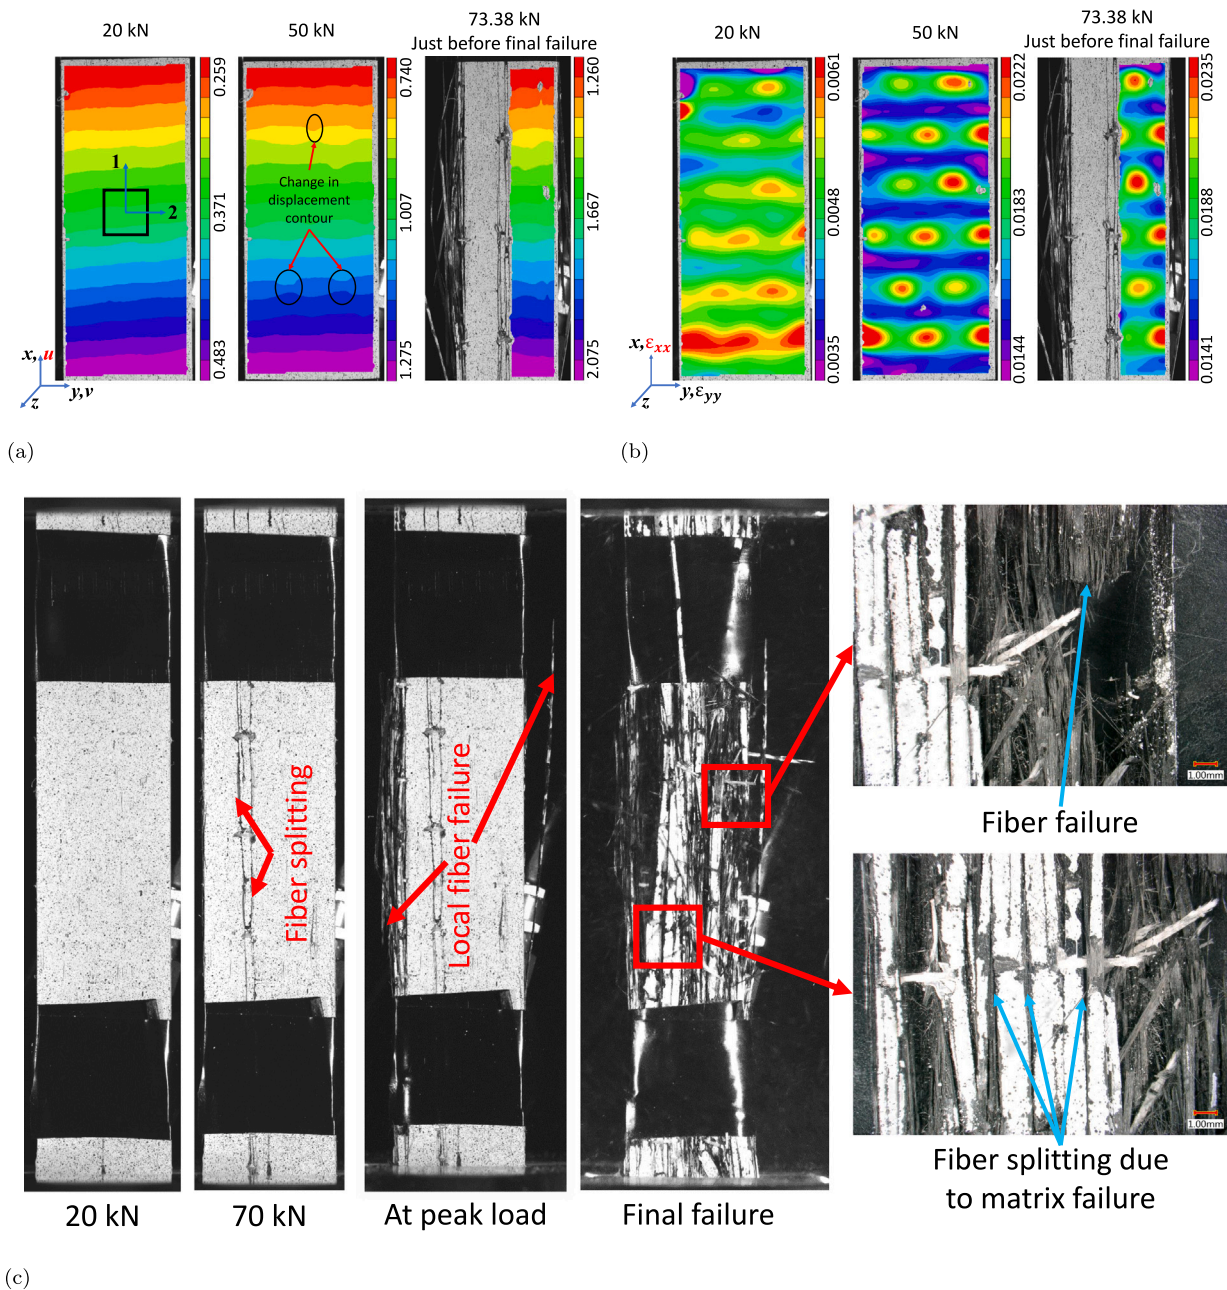 20 kN
50 kN
73.38 kN
Just before final failure
0.259
0.371
0.483
0.740
1.007
1.275
1.260
1.667
2.075
1
2
Change in
displacement
contour
x, u
y,v
z
(a)
20 kN
50 kN
73.38 kN
Just before final failure
0.0061
0.0048
0.0035
0.0222
0.0183
0.0144
0.0235
0.0188
0.0141
x, εxx
y, εyy
z
(b)
Fiber splitting
Local fiber failure
1.00mm
Fiber failure
1.00mm
Fiber splitting due
to matrix failure
20 kN
70 kN
At peak load
Final failure
(c)